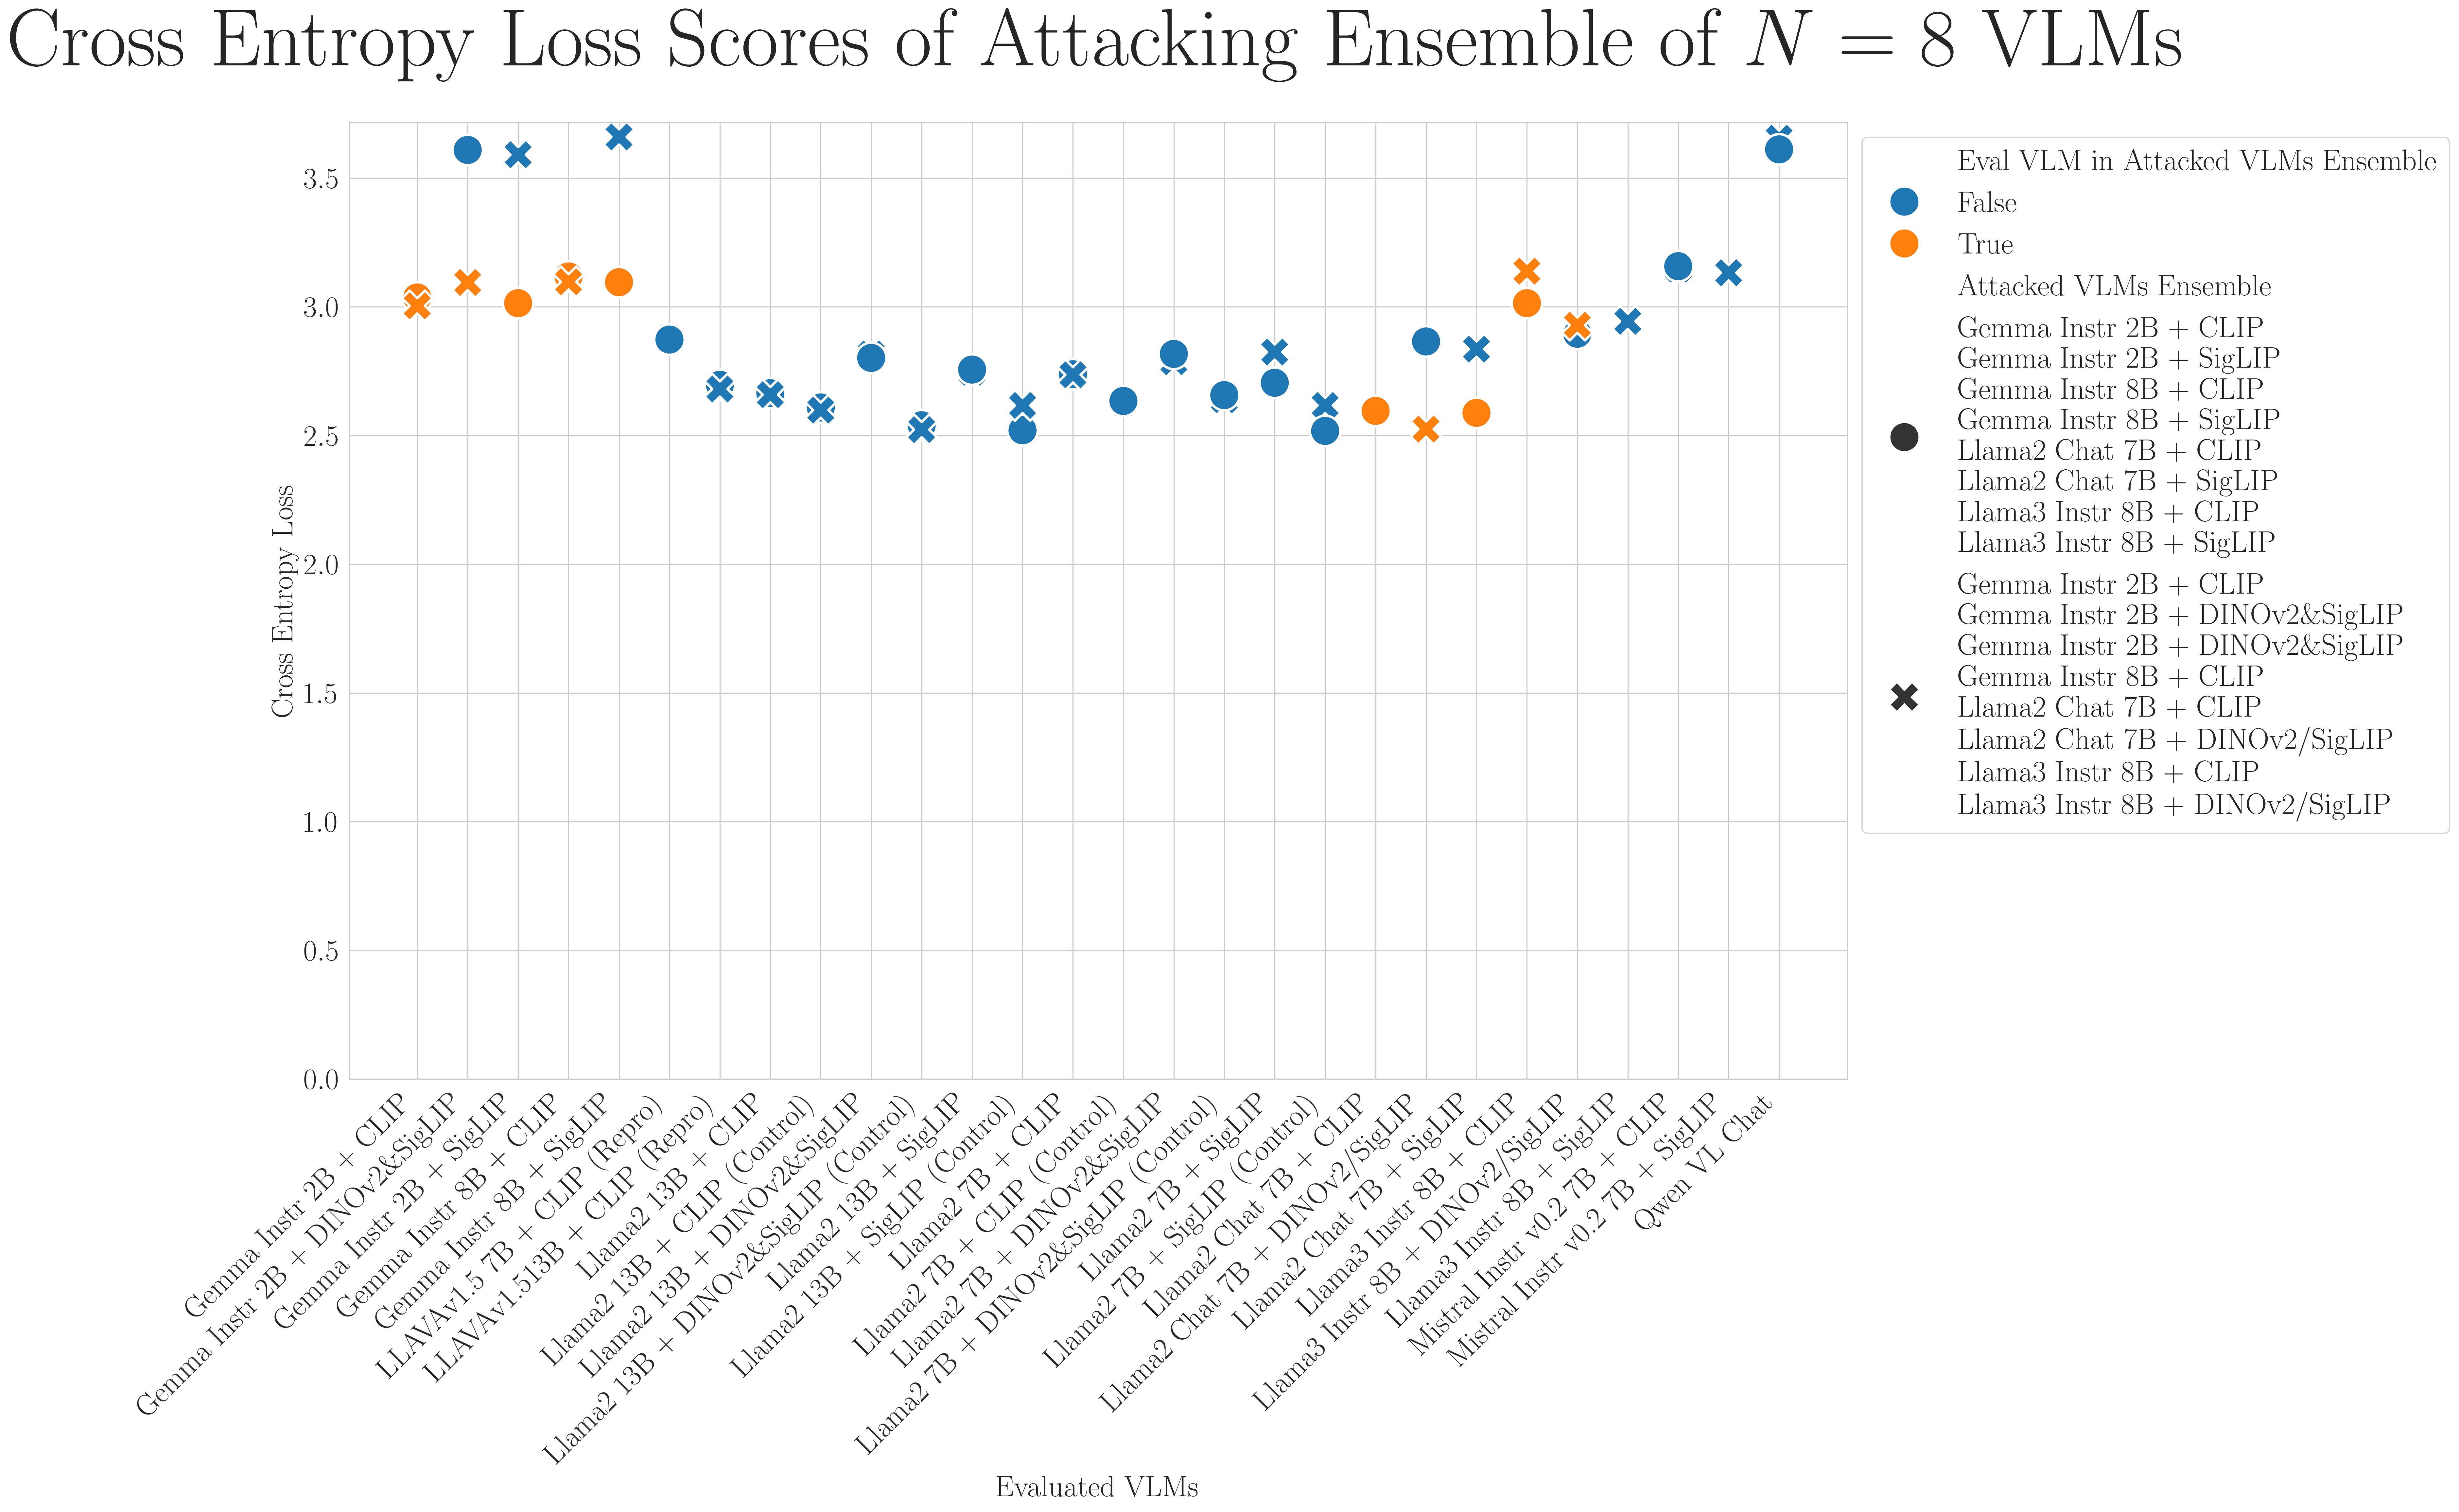 Cross Entropy Loss Scores of Attacking Ensemble of N = 8 VLMs
Cross Entropy Loss
3.5
3.0
2.5
2.0
1.5
1.0
0.5
0.0
Gemma Instr 2B + CLIP
Gemma Instr 2B + DINOv2&SigLIP
Gemma Instr 2B + SigLIP
Gemma Instr 8B + CLIP
Gemma Instr 8B + SigLIP
LLAVAv1.5 7B + CLIP (Repro)
LLAVAv1.513B + CLIP (Repro)
Llama2 13B + CLIP
Llama2 13B + CLIP (Control)
Llama2 13B + DINOv2&SigLIP
Llama2 13B + DINOv2&SigLIP (Control)
Llama2 13B + SigLIP
Llama2 13B + SigLIP (Control)
Llama2 7B + CLIP
Llama2 7B + CLIP (Control)
Llama2 7B + DINOv2&SigLIP
Llama2 7B + DINOv2&SigLIP (Control)
Llama2 7B + SigLIP
Llama2 7B + SigLIP (Control)
Llama2 Chat 7B + CLIP
Llama2 Chat 7B + DINOv2/SigLIP
Llama2 Chat 7B + SigLIP
Llama3 Instr 8B + CLIP
Llama3 Instr 8B + DINOv2/SigLIP
Llama3 Instr 8B + SigLIP
Mistral Instr v0.2 7B + CLIP
Mistral Instr v0.2 7B + SigLIP
Qwen VL Chat
Evaluated VLMs
Eval VLM in Attacked VLMs Ensemble
False
True
Attacked VLMs Ensemble
Gemma Instr 2B + CLIP
Gemma Instr 2B + SigLIP
Gemma Instr 8B + CLIP
Gemma Instr 8B + SigLIP
Llama2 Chat 7B + CLIP
Llama2 Chat 7B + SigLIP
Llama3 Instr 8B + CLIP
Llama3 Instr 8B + SigLIP
Gemma Instr 2B + CLIP
Gemma Instr 2B + DINOv2&SigLIP
Gemma Instr 2B + DINOv2&SigLIP
Gemma Instr 8B + CLIP
Llama2 Chat 7B + CLIP
Llama2 Chat 7B + DINOv2/SigLIP
Llama3 Instr 8B + CLIP
Llama3 Instr 8B + DINOv2/SigLIP